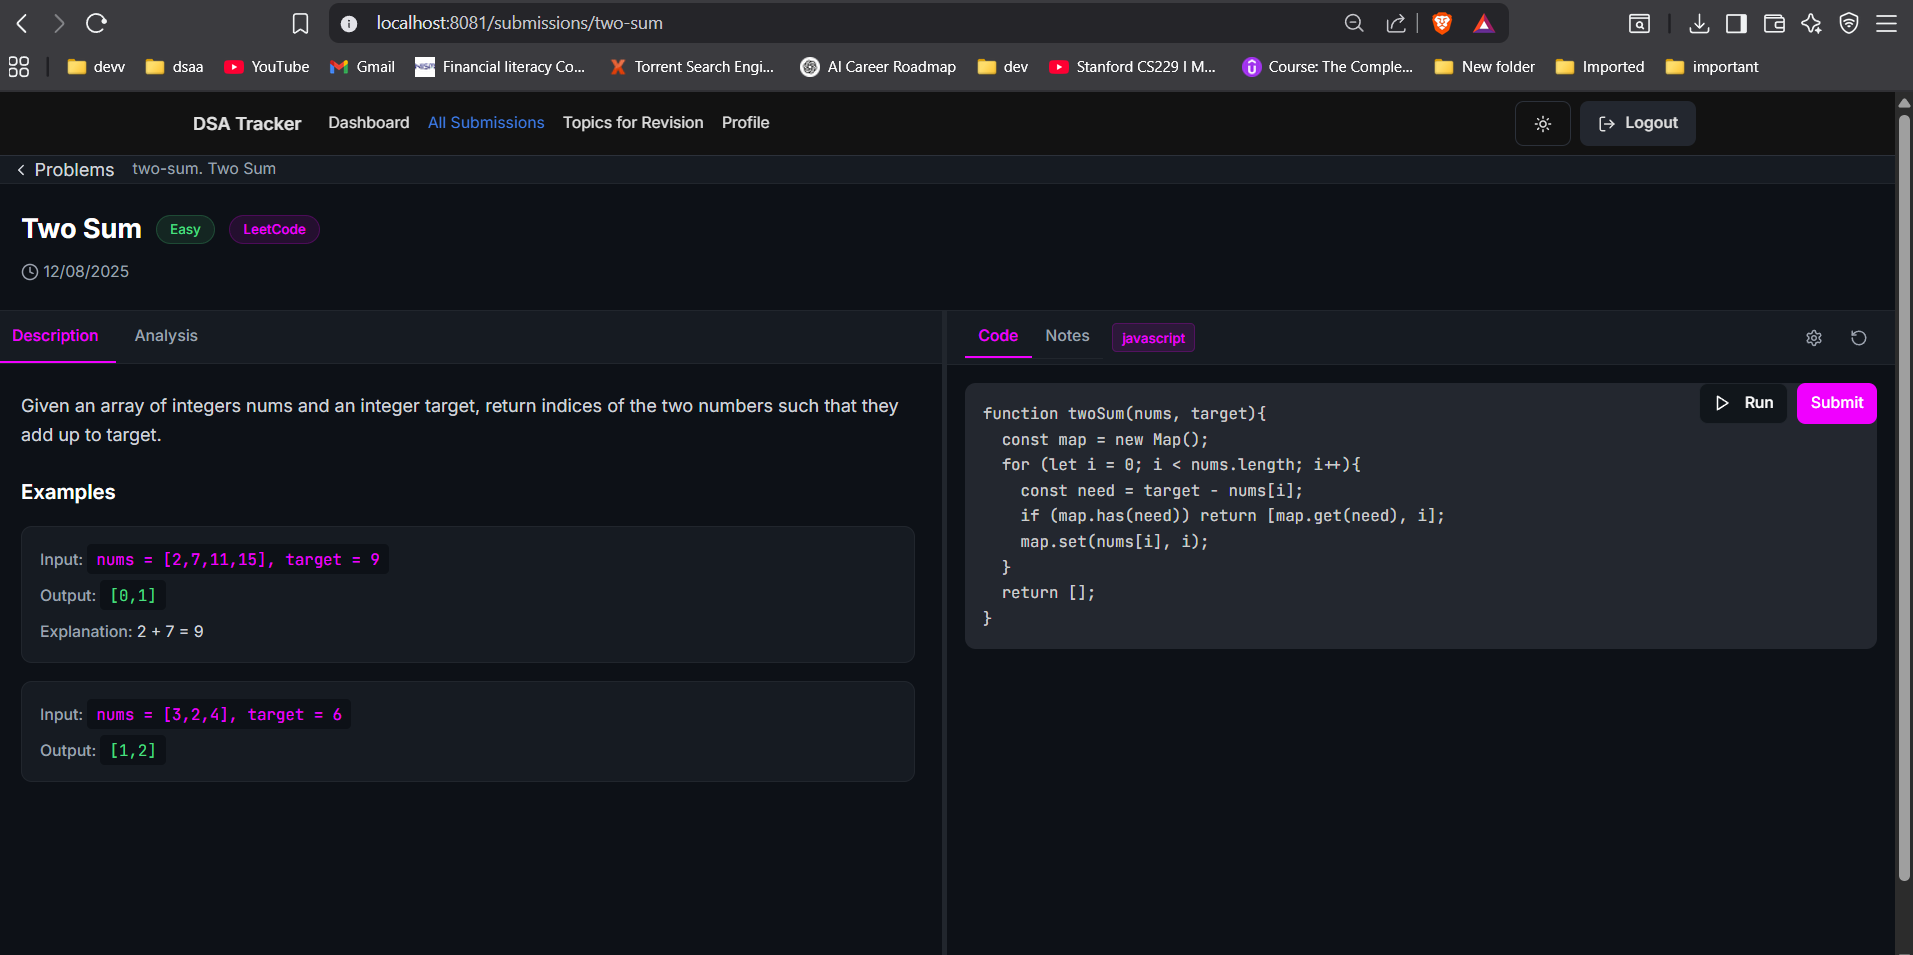 localhost:8081/submissions/two-sum
devv dsaa YouTube Gmail Financial literacy Co... Torrent Search Engi... AI Career Roadmap dev Stanford CS229 I M... Course: The Comple... New folder Imported important
DSA Tracker Dashboard All Submissions Topics for Revision Profile Logout
Problems two-sum. Two Sum
Two Sum Easy LeetCode
12/08/2025
Description Analysis
Given an array of integers nums and an integer target, return indices of the two numbers such that they
add up to target.
Examples
Input: nums = [2,7,11,15], target = 9
Output: [0,1]
Explanation: 2 + 7 = 9
Input: nums = [3,2,4], target = 6
Output: [1,2]
Code Notes javascript
Run Submit
function twoSum(nums, target){
  const map = new Map();
  for (let i = 0; i < nums.length; i++){
    const need = target - nums[i];
    if (map.has(need)) return [map.get(need), i];
    map.set(nums[i], i);
  }
  return [];
}